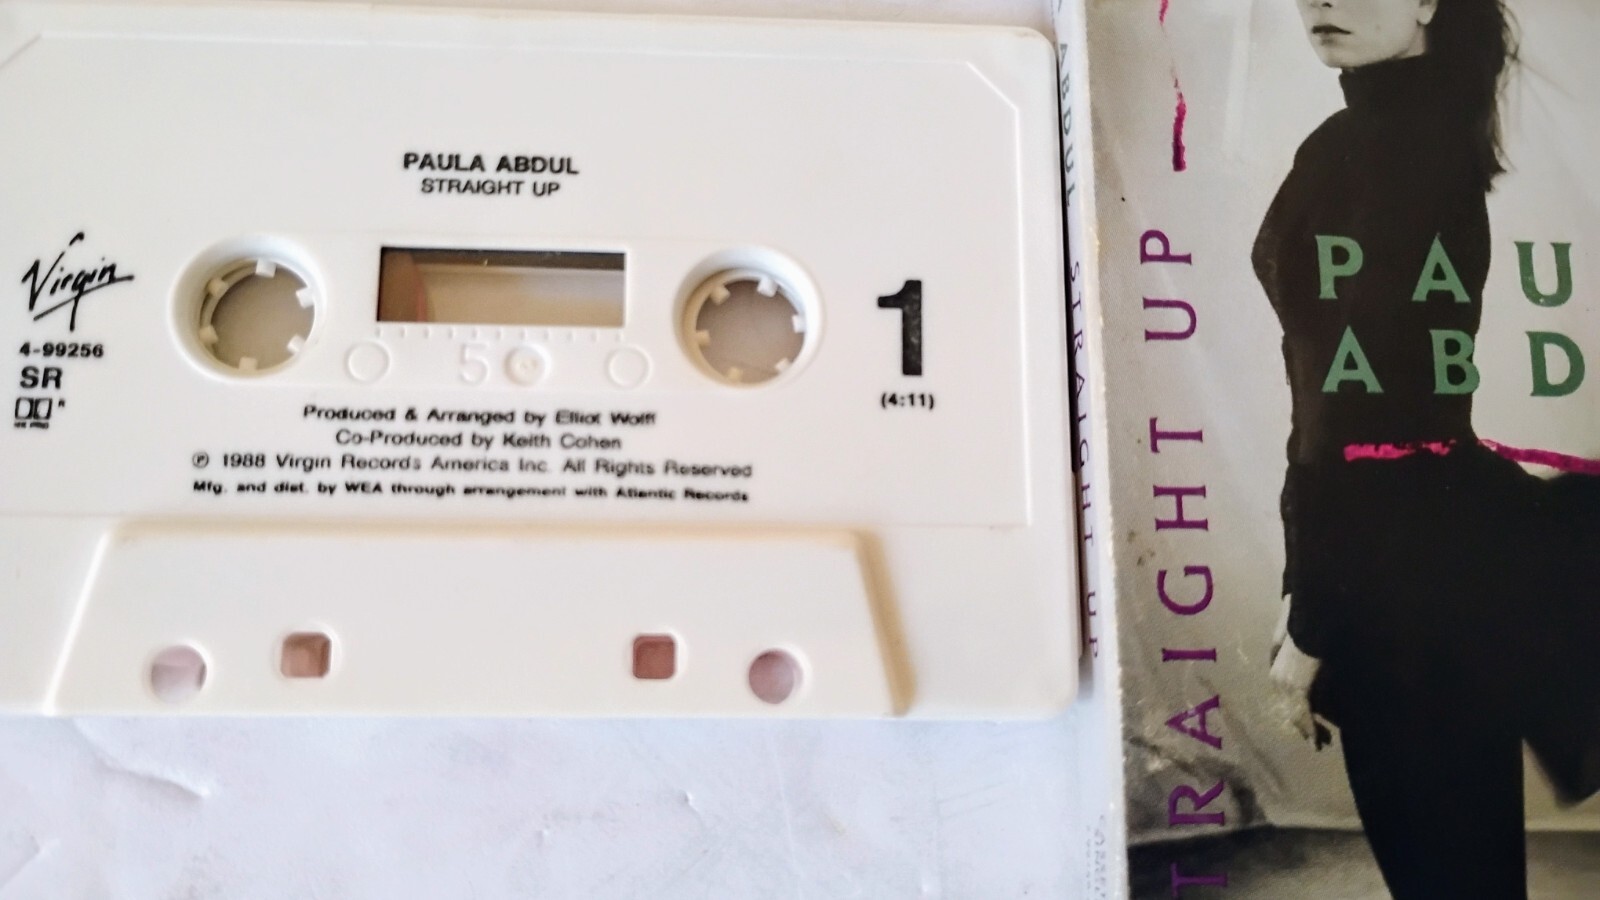 PAULA ABDUL
STRAIGHT UP
Virgin
4-99256
SR
1
(4:11)
5
Produced & Arranged by Elliot Wolff
Co-Produced by Keith Cohen
℗ 1988 Virgin Records America Inc. All Rights Reserved
Mfg. and dist. by WEA through arrangement with Atlantic Records
ABDUL STRAIGHT UP
TRAIGHT UP
PAU
ABD